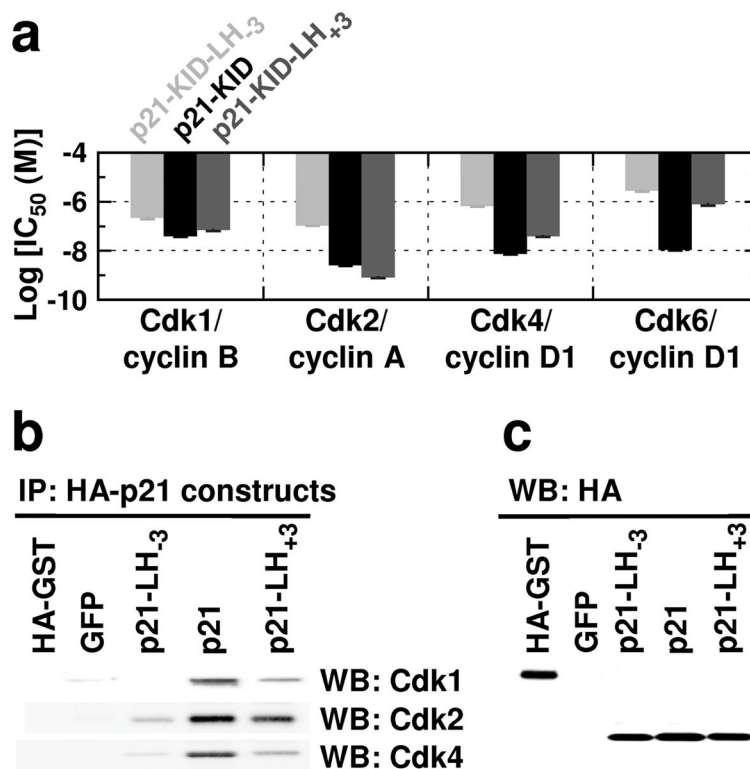 a
p21-KID-LH-3
p21-KID
p21-KID-LH+3
Log [IC50 (M)]
-4
-6
-8
-10
Cdk1/
cyclin B
Cdk2/
cyclin A
Cdk4/
cyclin D1
Cdk6/
cyclin D1
b
IP: HA-p21 constructs
HA-GST
GFP
p21-LH-3
p21
p21-LH+3
WB: Cdk1
WB: Cdk2
WB: Cdk4
c
WB: HA
HA-GST
GFP
p21-LH-3
p21
p21-LH+3